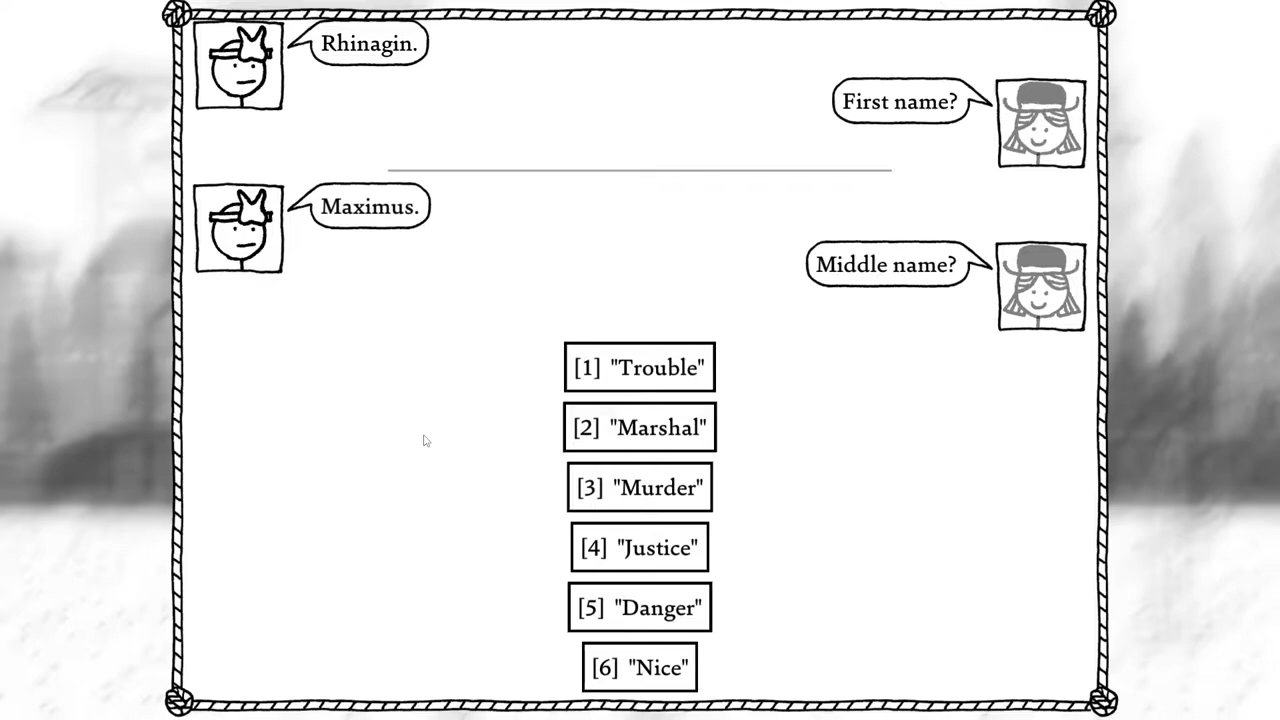 Rhinagin.
First name?
Maximus.
Middle name?
[1] "Trouble"
[2] "Marshal"
[3] "Murder"
[4] "Justice"
[5] "Danger"
[6] "Nice"